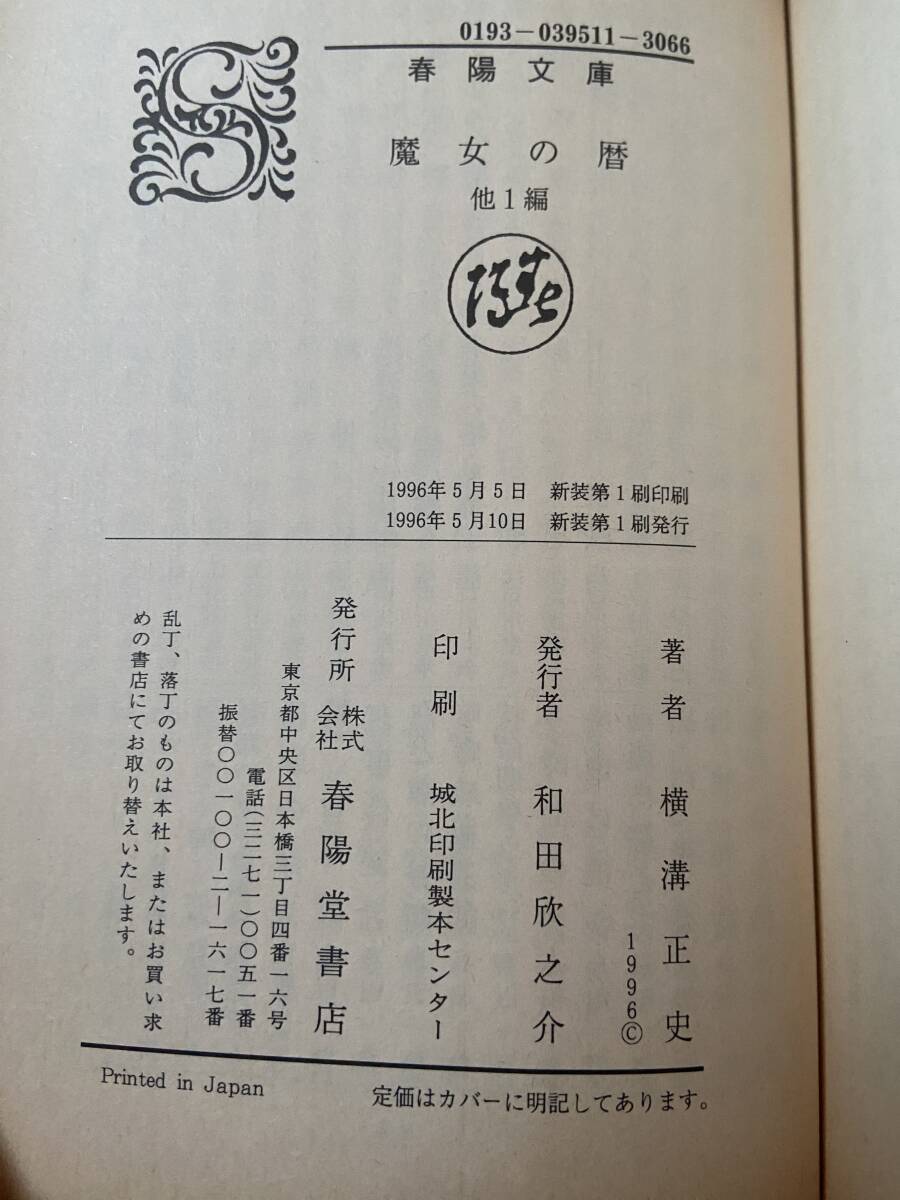 0193-039511-3066
春陽文庫
魔女の暦
他1編
1996年5月5日 新装第1刷印刷
1996年5月10日 新装第1刷発行
著者 横溝正史
1996©
発行者 和田欣之介
印刷 城北印刷製本センター
発行所 株式会社 春陽堂書店
東京都中央区日本橋三丁目四番一六号
電話(三二七一)〇〇五一番
振替〇〇一〇〇―二―一六一七番
乱丁、落丁のものは本社、またはお買い求
めの書店にてお取り替えいたします。
Printed in Japan
定価はカバーに明記してあります。